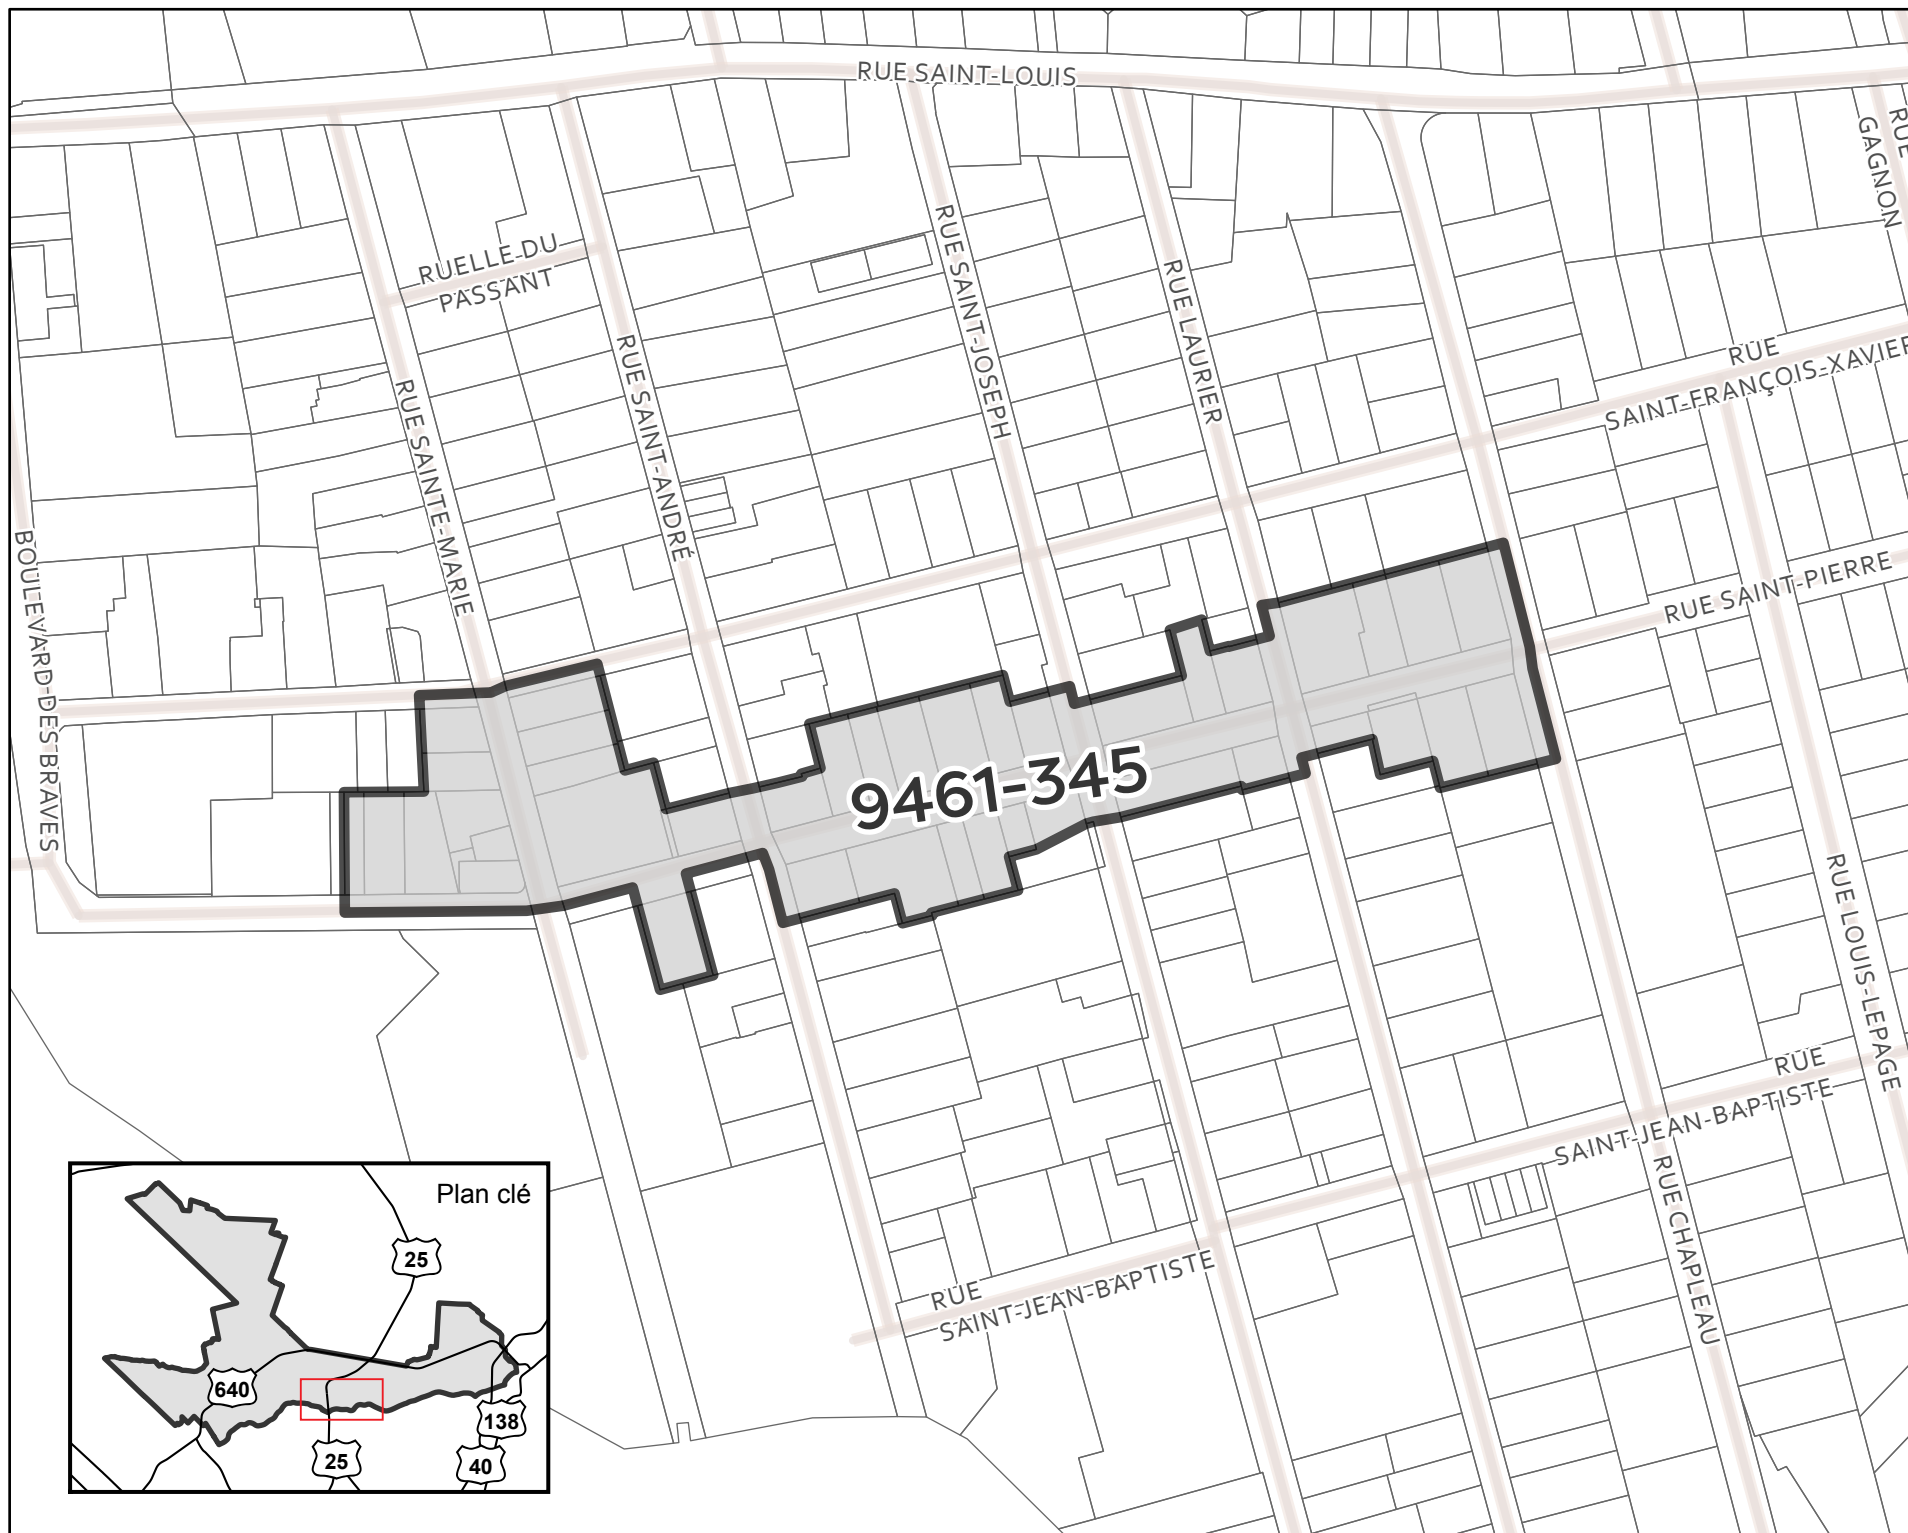 RUE SAINT-LOUIS
RUE
GAGNON
RUELLE DU
PASSANT
RUE SAINT-JOSEPH
RUE LAURIER
RUE SAINT-ANDRÉ
RUE SAINTE-MARIE
RUE
SAINT-FRANÇOIS-XAVIER
BOULEVARD DES BRAVES
RUE SAINT-PIERRE
9461-345
RUE LOUIS-LEPAGE
RUE
SAINT-JEAN-BAPTISTE
RUE CHAPLEAU
RUE
SAINT-JEAN-BAPTISTE
Plan clé
25
640
138
25
40